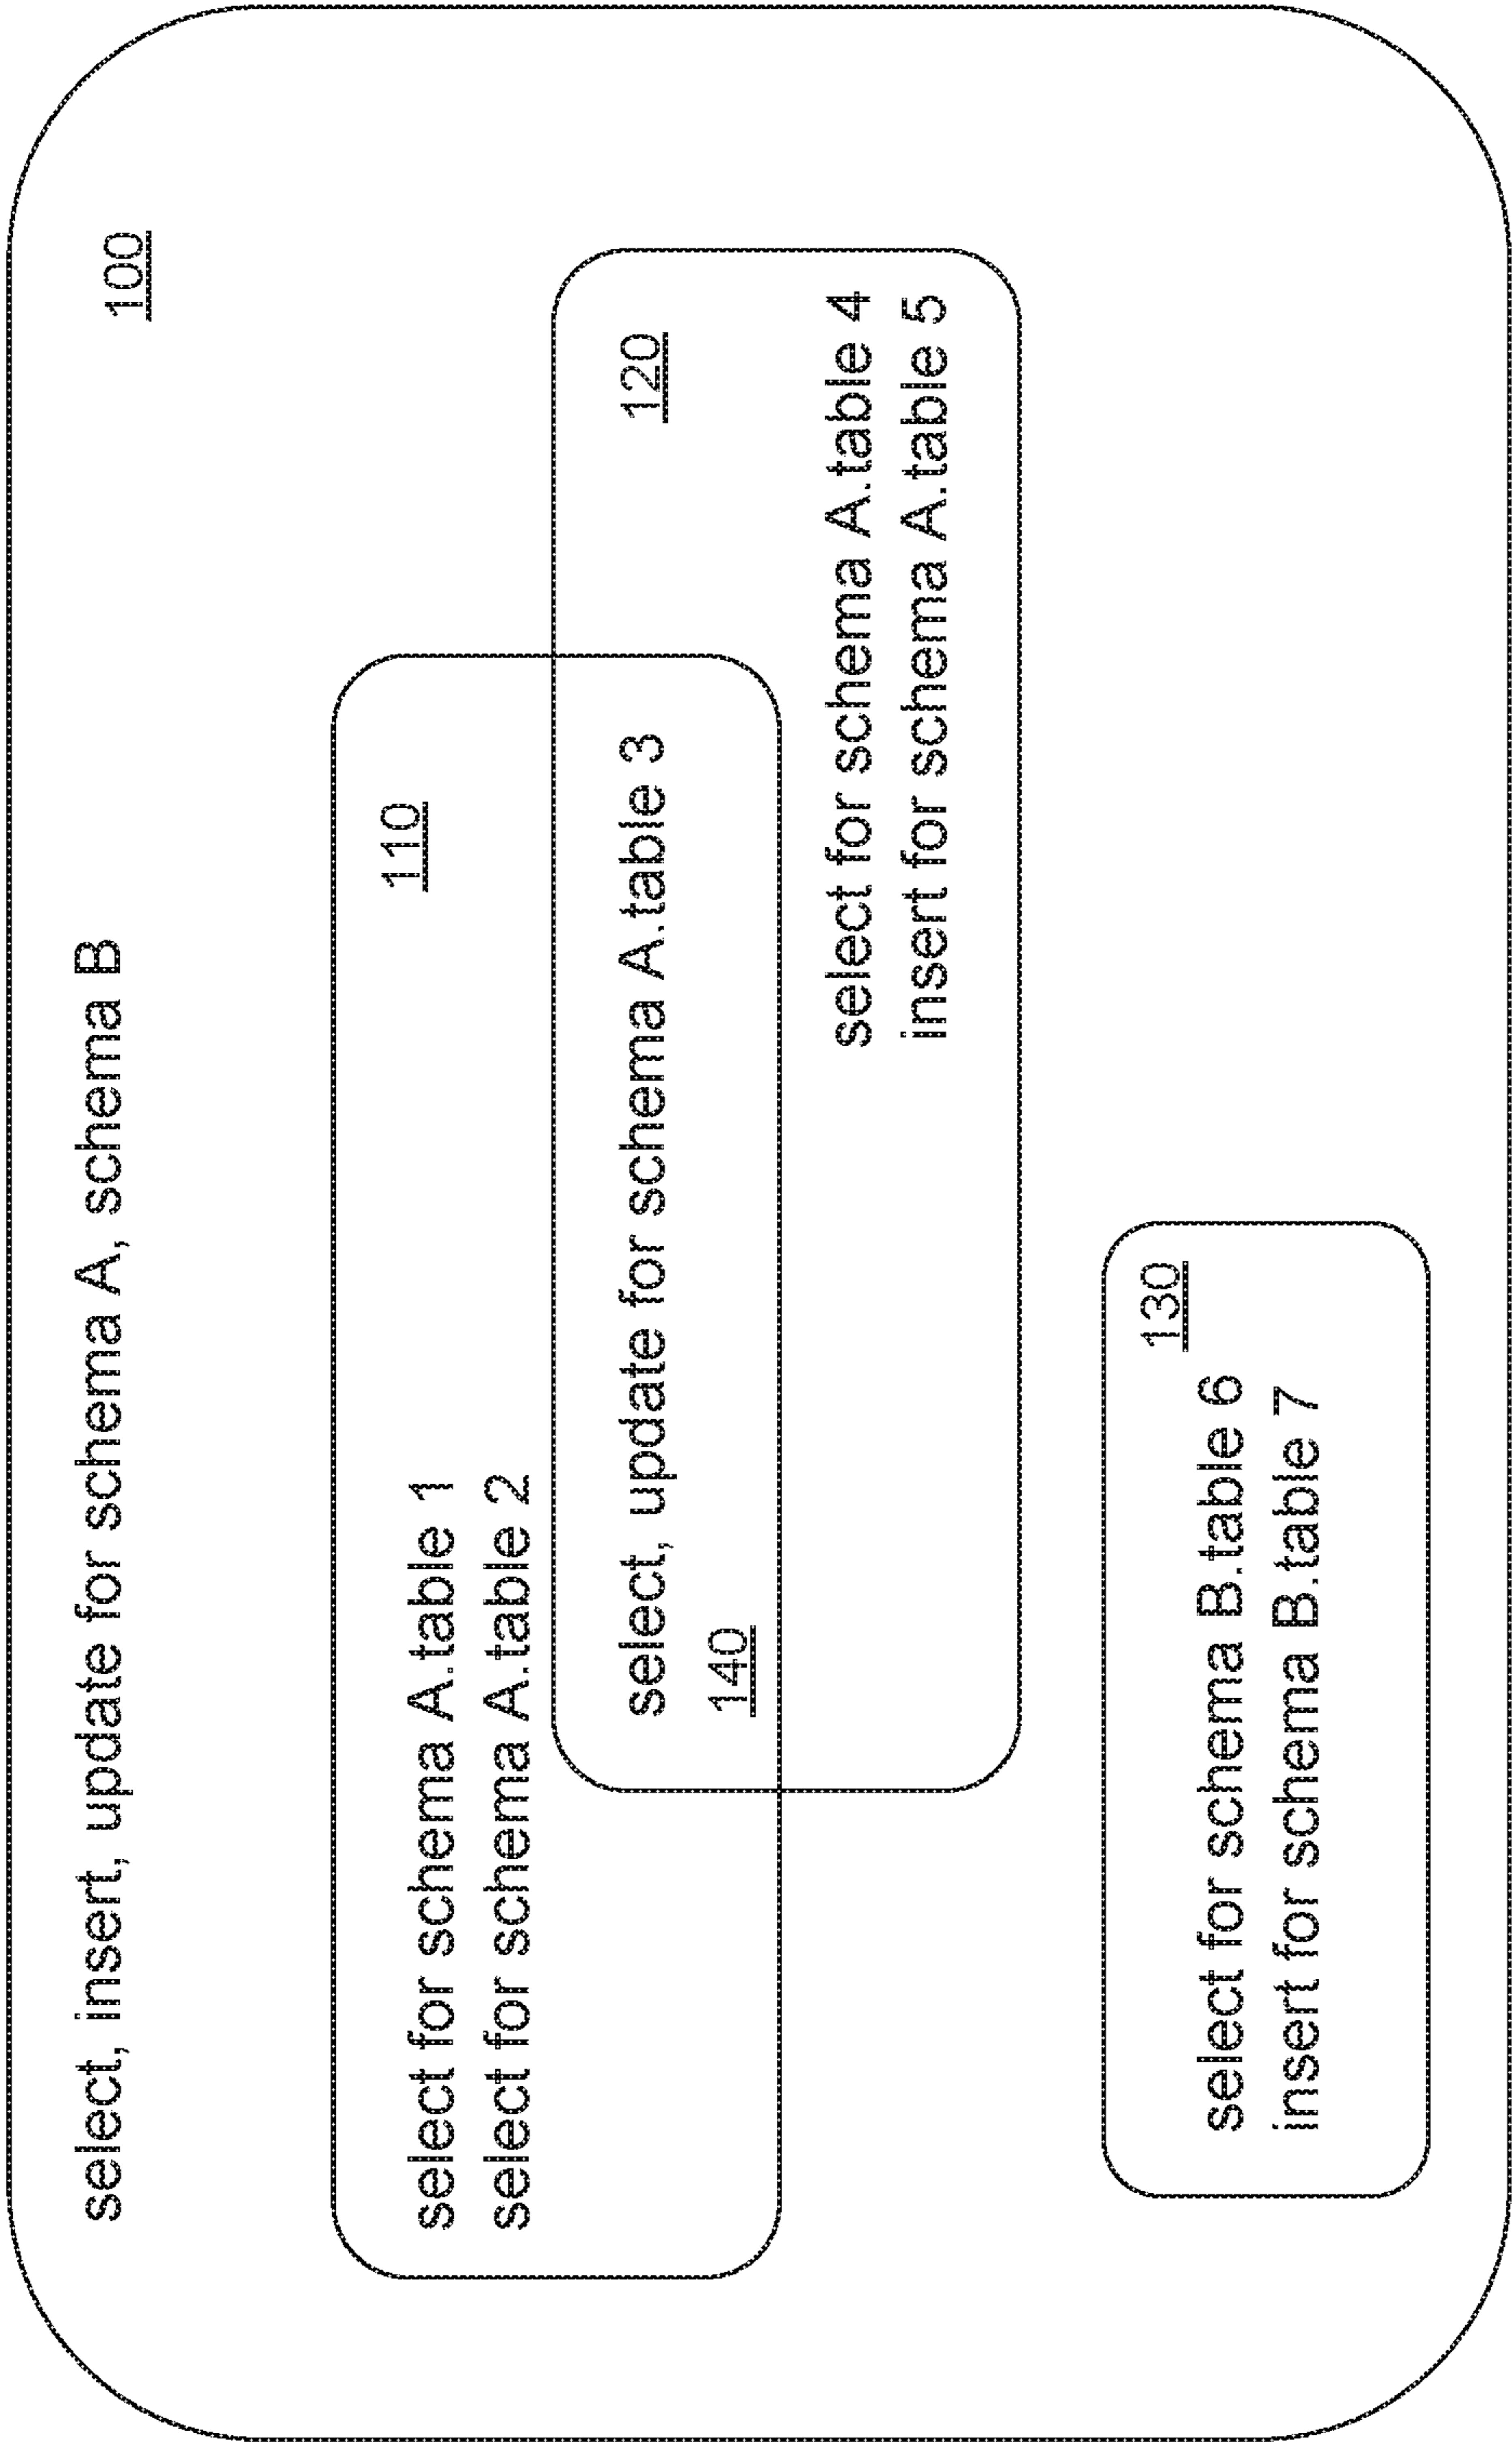 select, insert, update for schema A, schema B
100
110
select for schema A.table 1
select for schema A.table 2
120
select, update for schema A.table 3
140
select for schema A.table 4
insert for schema A.table 5
130
select for schema B.table 6
insert for schema B.table 7